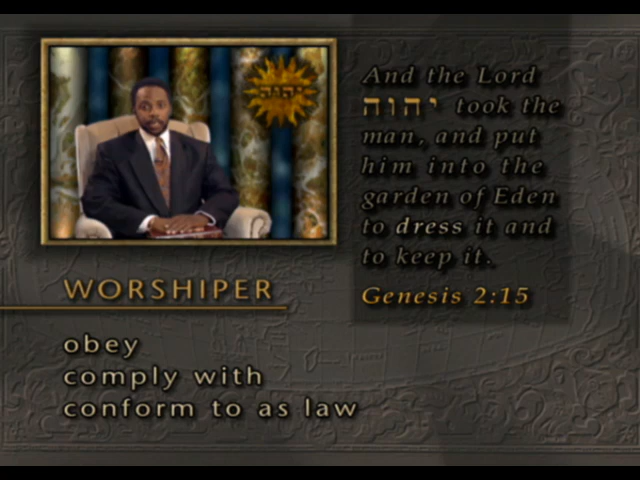 יהוה
And the Lord
יהוה took the
man, and put
him into the
garden of Eden
to dress it and
to keep it.
Genesis 2:15
WORSHIPER
obey
comply with
conform to as law